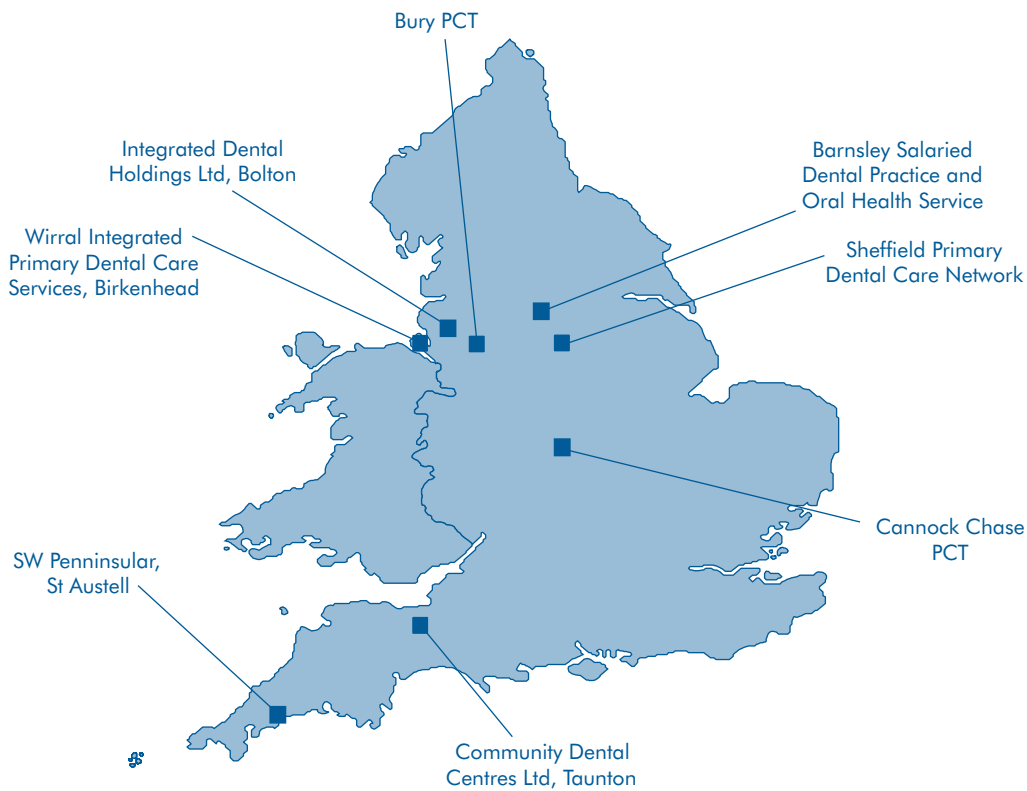 Bury PCT
Integrated Dental
Holdings Ltd, Bolton
Barnsley Salaried
Dental Practice and
Oral Health Service
Wirral Integrated
Primary Dental Care
Services, Birkenhead
Sheffield Primary
Dental Care Network
Cannock Chase
PCT
SW Penninsular,
St Austell
Community Dental
Centres Ltd, Taunton